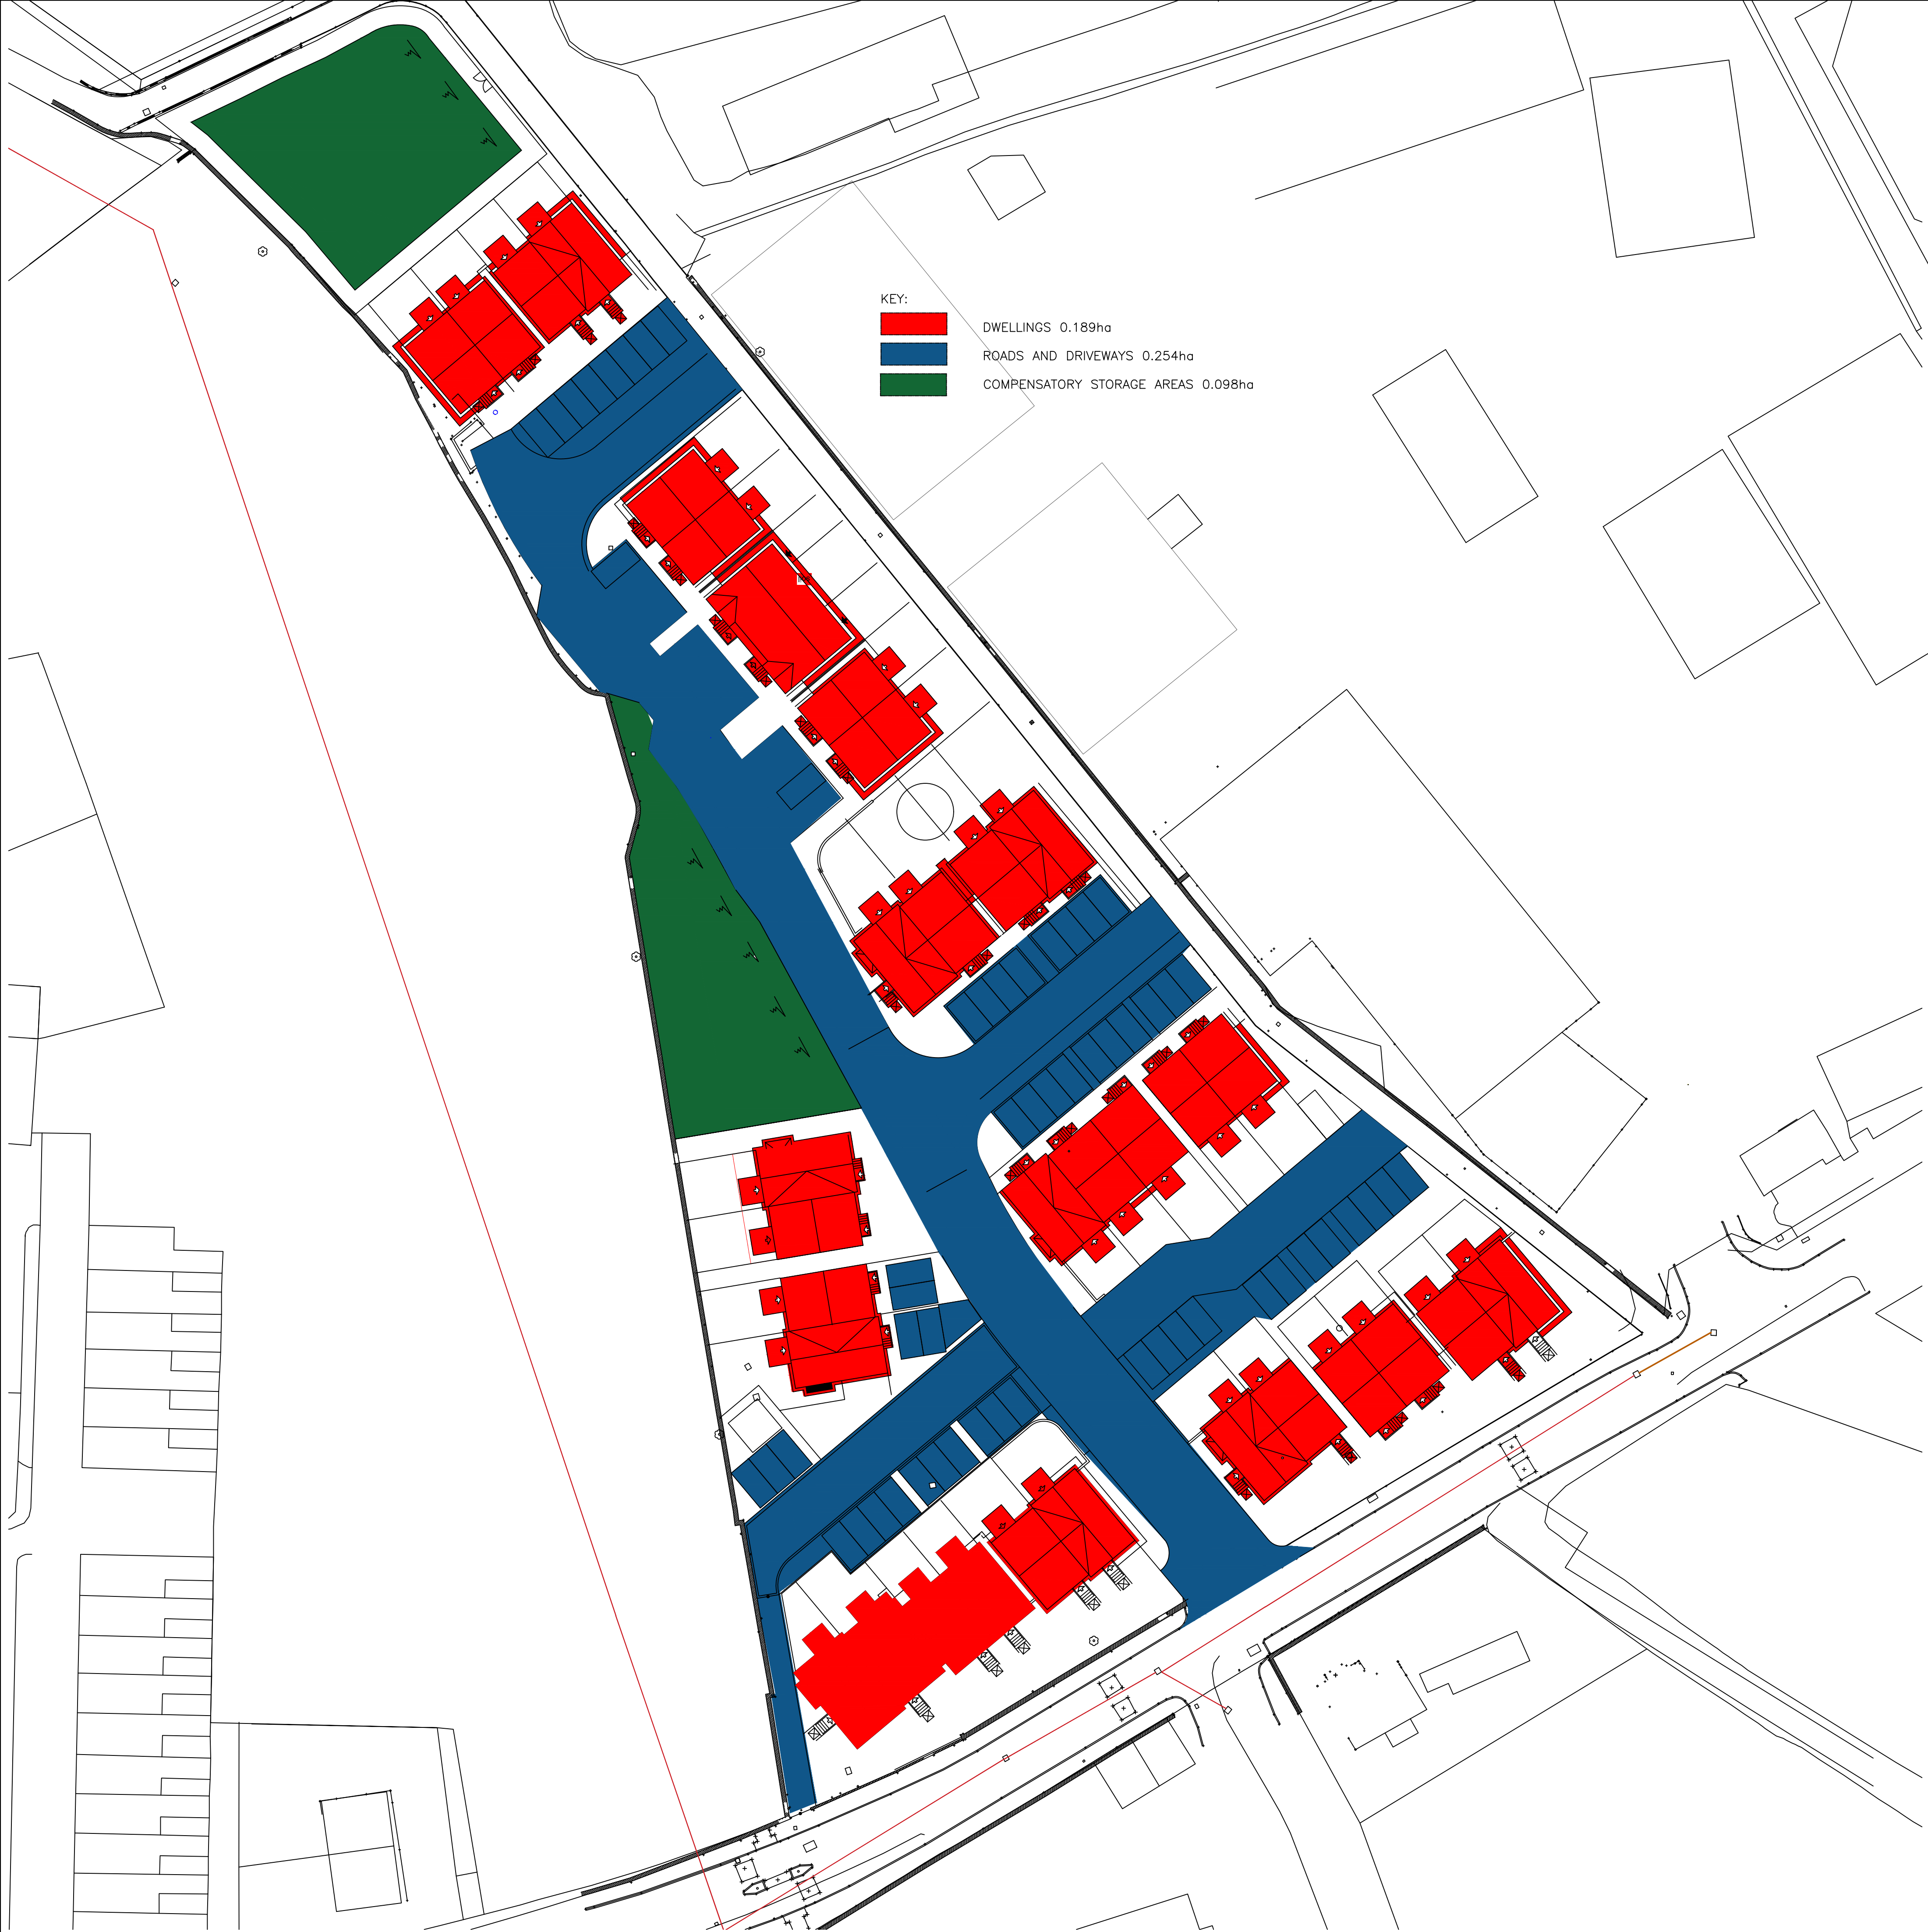 KEY:
DWELLINGS 0.189ha
ROADS AND DRIVEWAYS 0.254ha
COMPENSATORY STORAGE AREAS 0.098ha